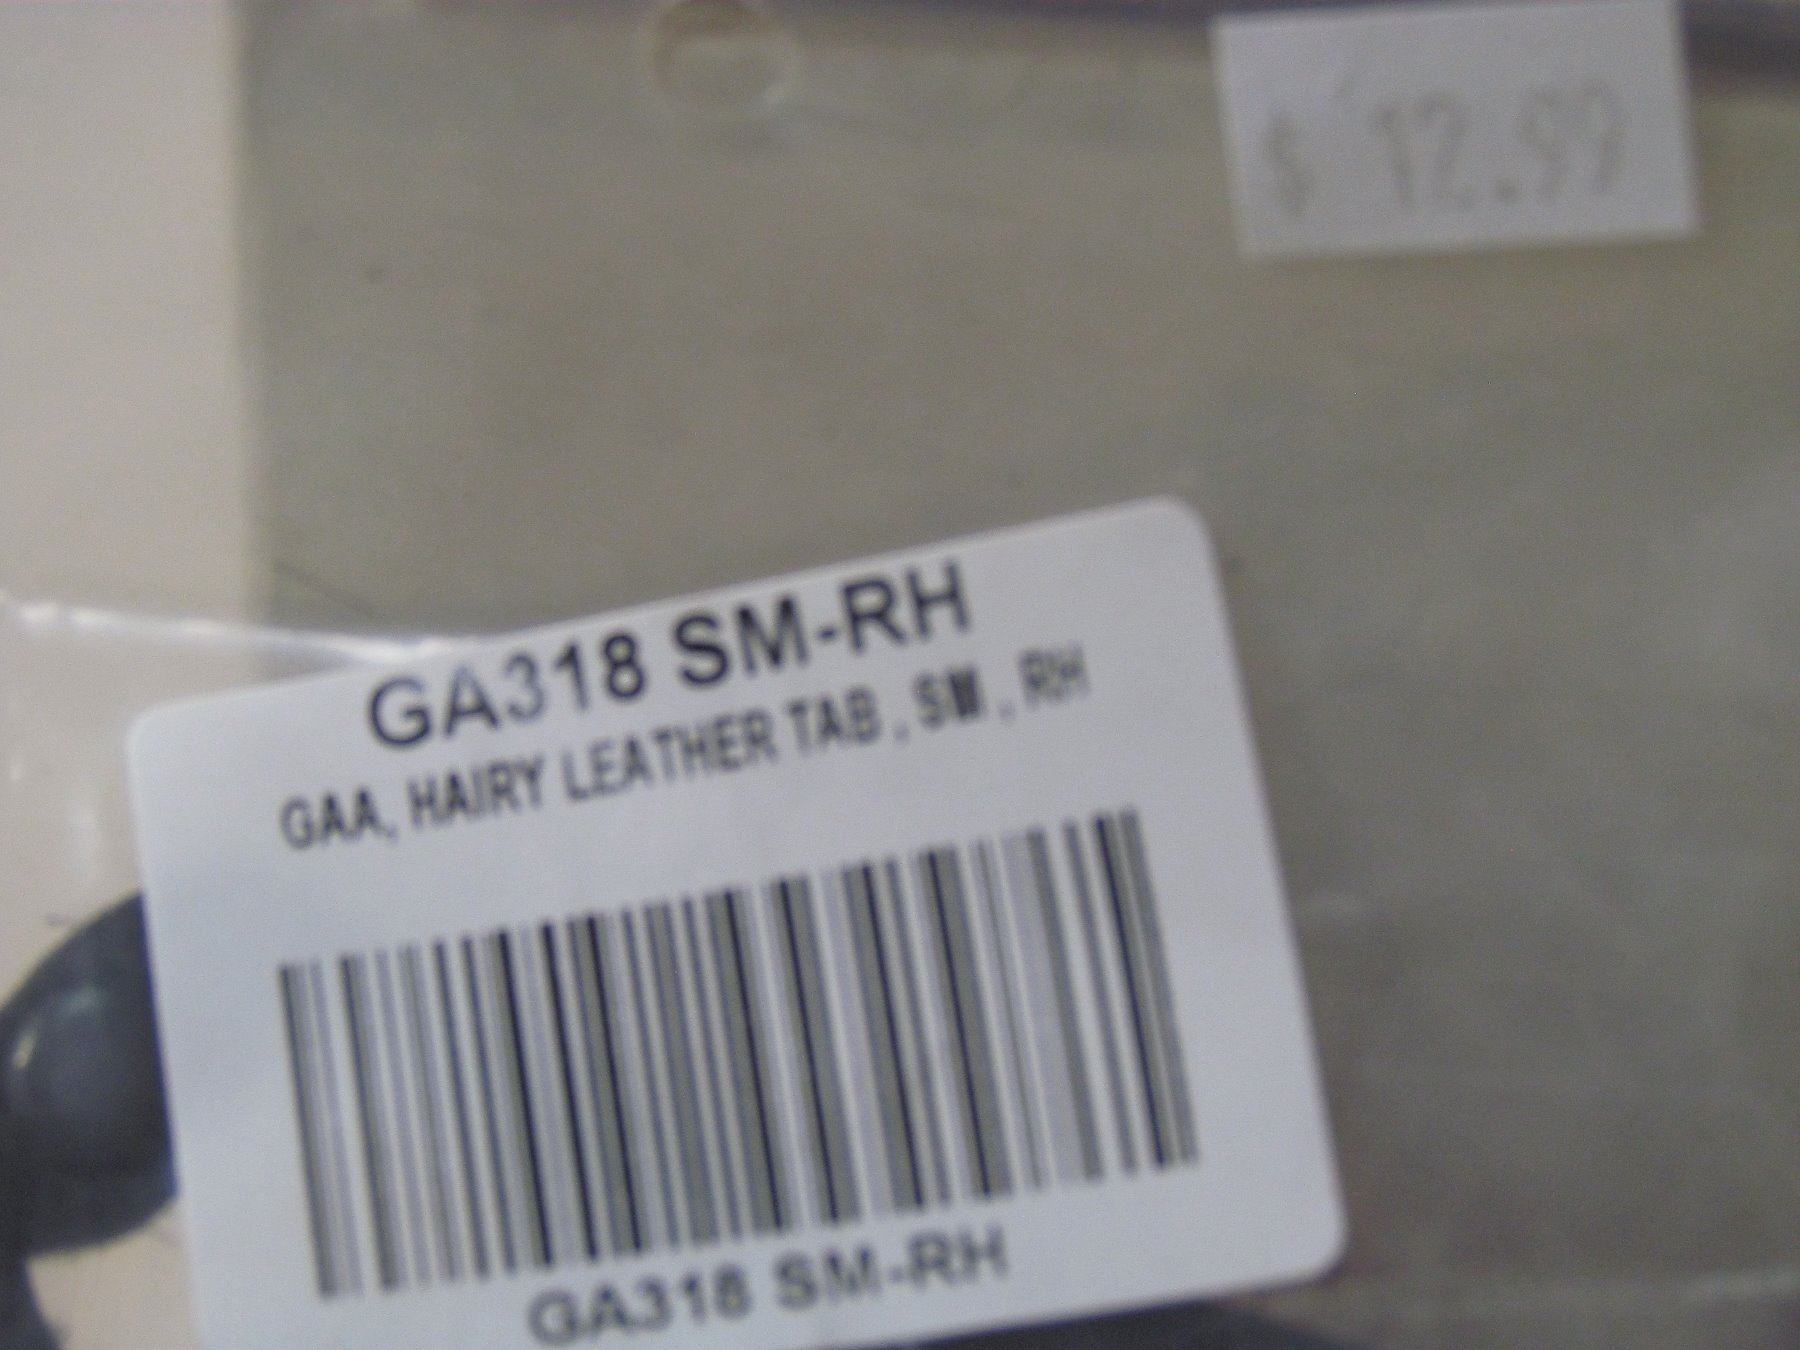 $ 12.99
GA318 SM-RH
GAA, HAIRY LEATHER TAB , SM , RH
GA318 SM-RH